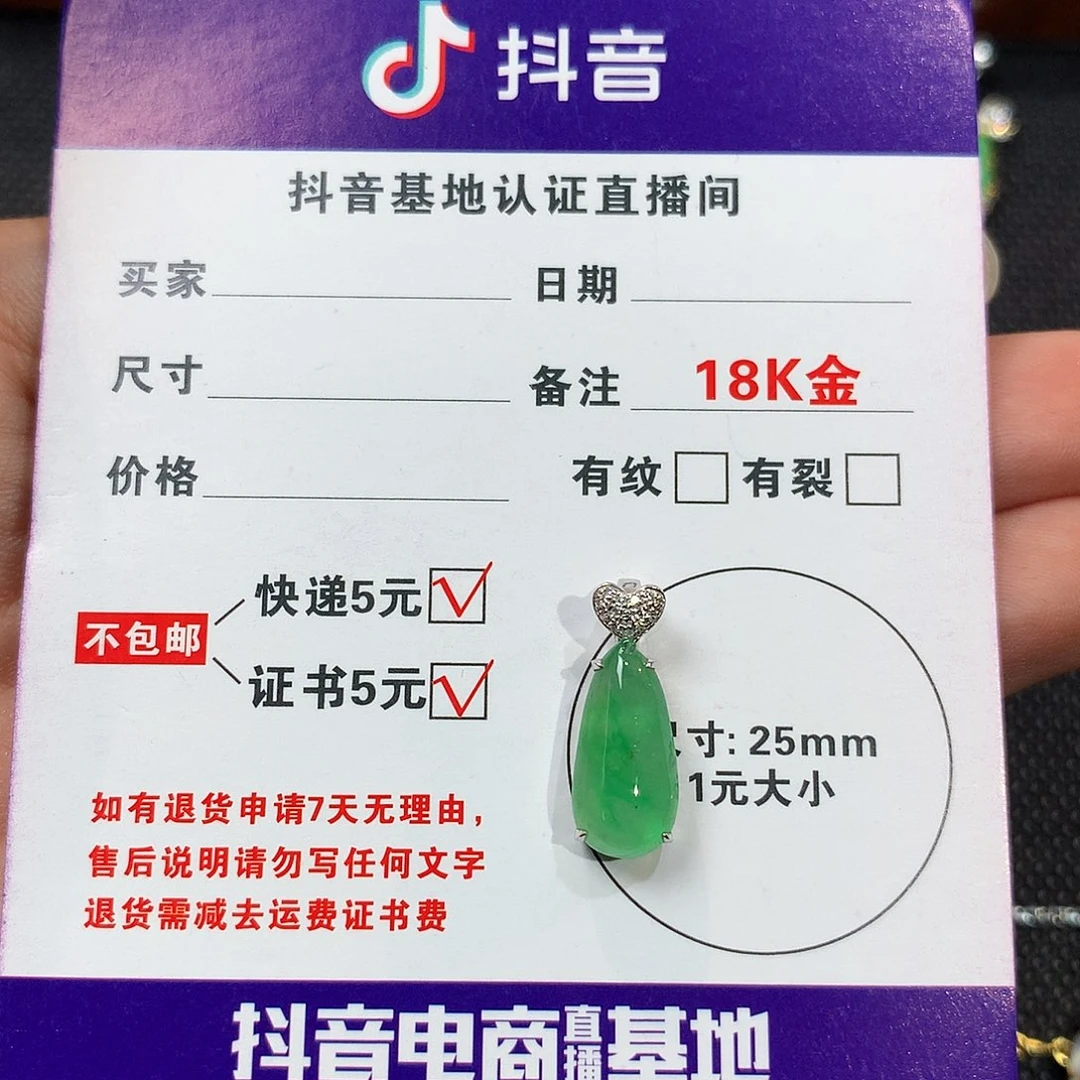 抖音
抖音基地认证直播间
买家 日期
尺寸 备注 18K金
价格 有纹 有裂
不包邮
快递5元
证书5元
寸: 25mm
1元大小
如有退货申请7天无理由，
售后说明请勿写任何文字
退货需减去运费证书费
抖音电商直播基地